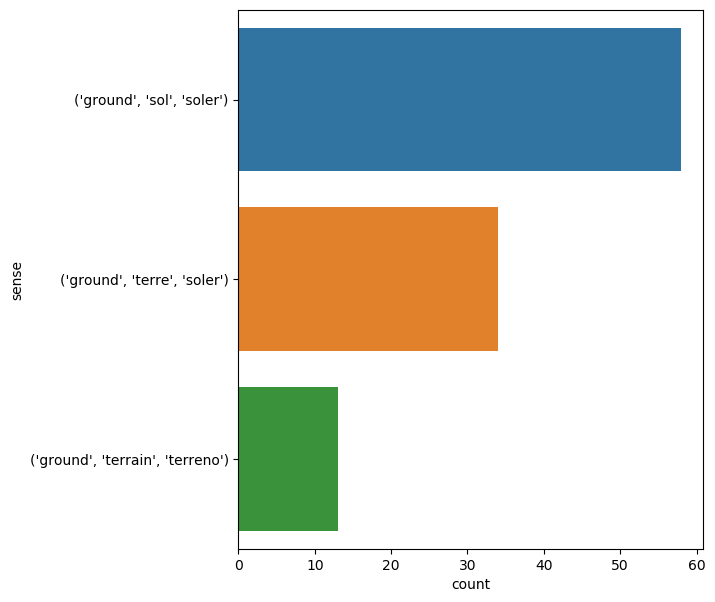 ('ground', 'sol', 'soler')
('ground', 'terre', 'soler')
('ground', 'terrain', 'terreno')
sense
0 10 20 30 40 50 60
count